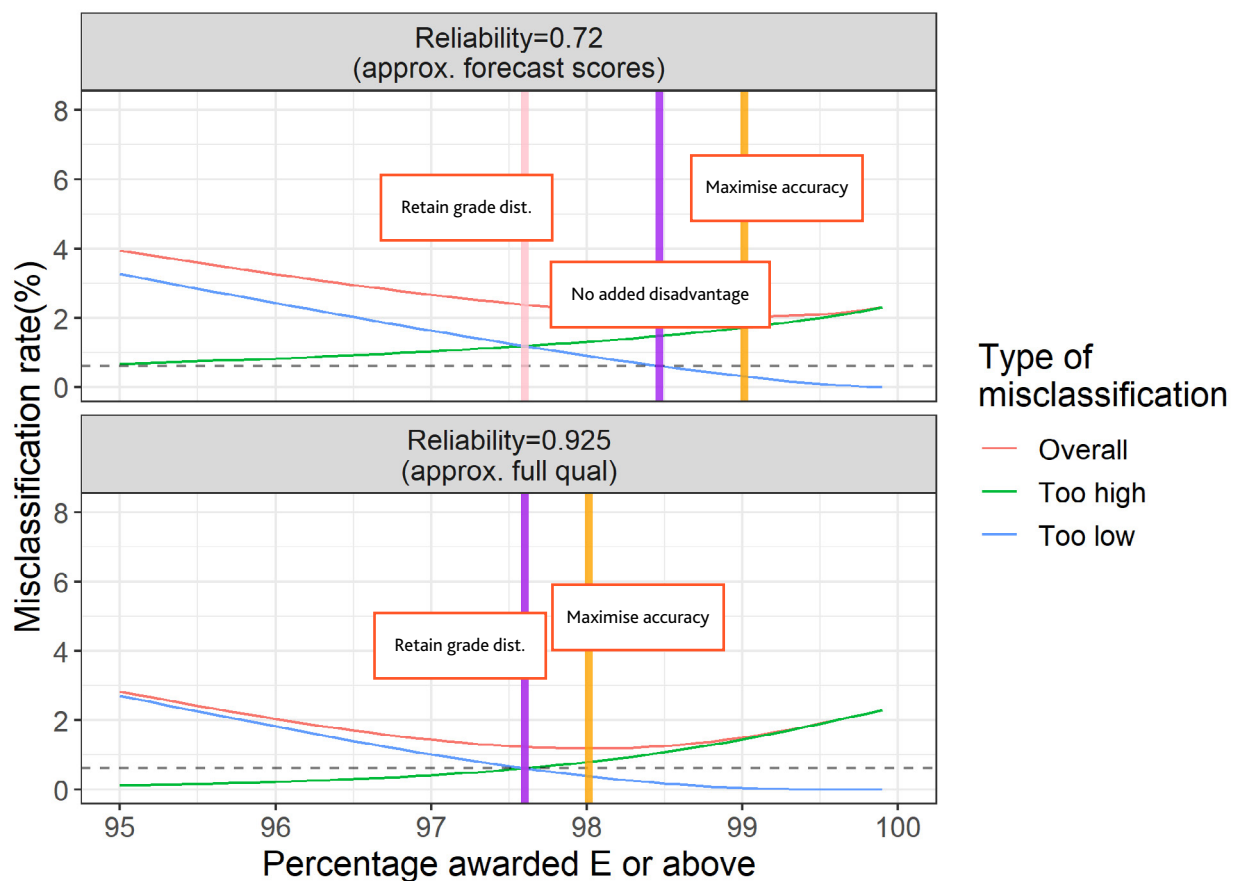 Reliability=0.72
(approx. forecast scores)
8
6
4
2
0
Maximise accuracy
Retain grade dist.
No added disadvantage
Misclassification rate(%)
Reliability=0.925
(approx. full qual)
8
6
4
2
0
Maximise accuracy
Retain grade dist.
95
96
97
98
99
100
Percentage awarded E or above
Type of
misclassification
Overall
Too high
Too low